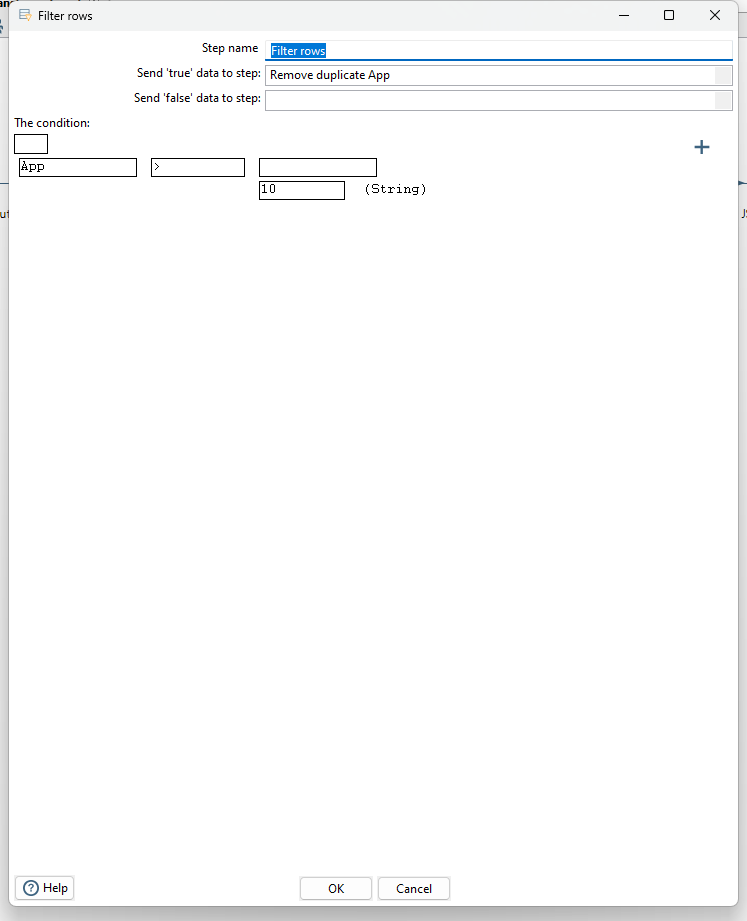 Filter rows
Step name Filter rows
Send 'true' data to step: Remove duplicate App
Send 'false' data to step:
The condition:
App > 
10 (String)
Help OK Cancel